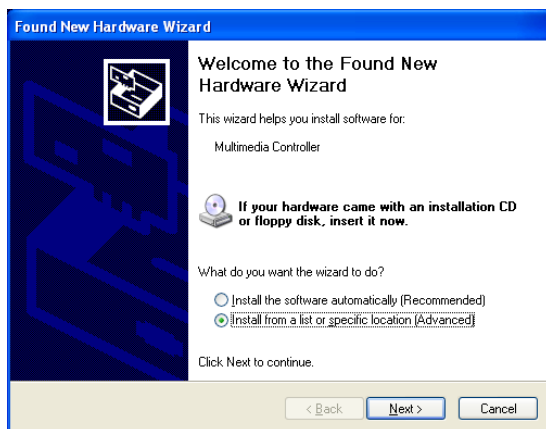 Found New Hardware Wizard
Welcome to the Found New
Hardware Wizard
This wizard helps you install software for:
Multimedia Controller
If your hardware came with an installation CD
or floppy disk, insert it now.
What do you want the wizard to do?
Install the software automatically (Recommended)
Install from a list or specific location (Advanced)
Click Next to continue.
< Back Next > Cancel